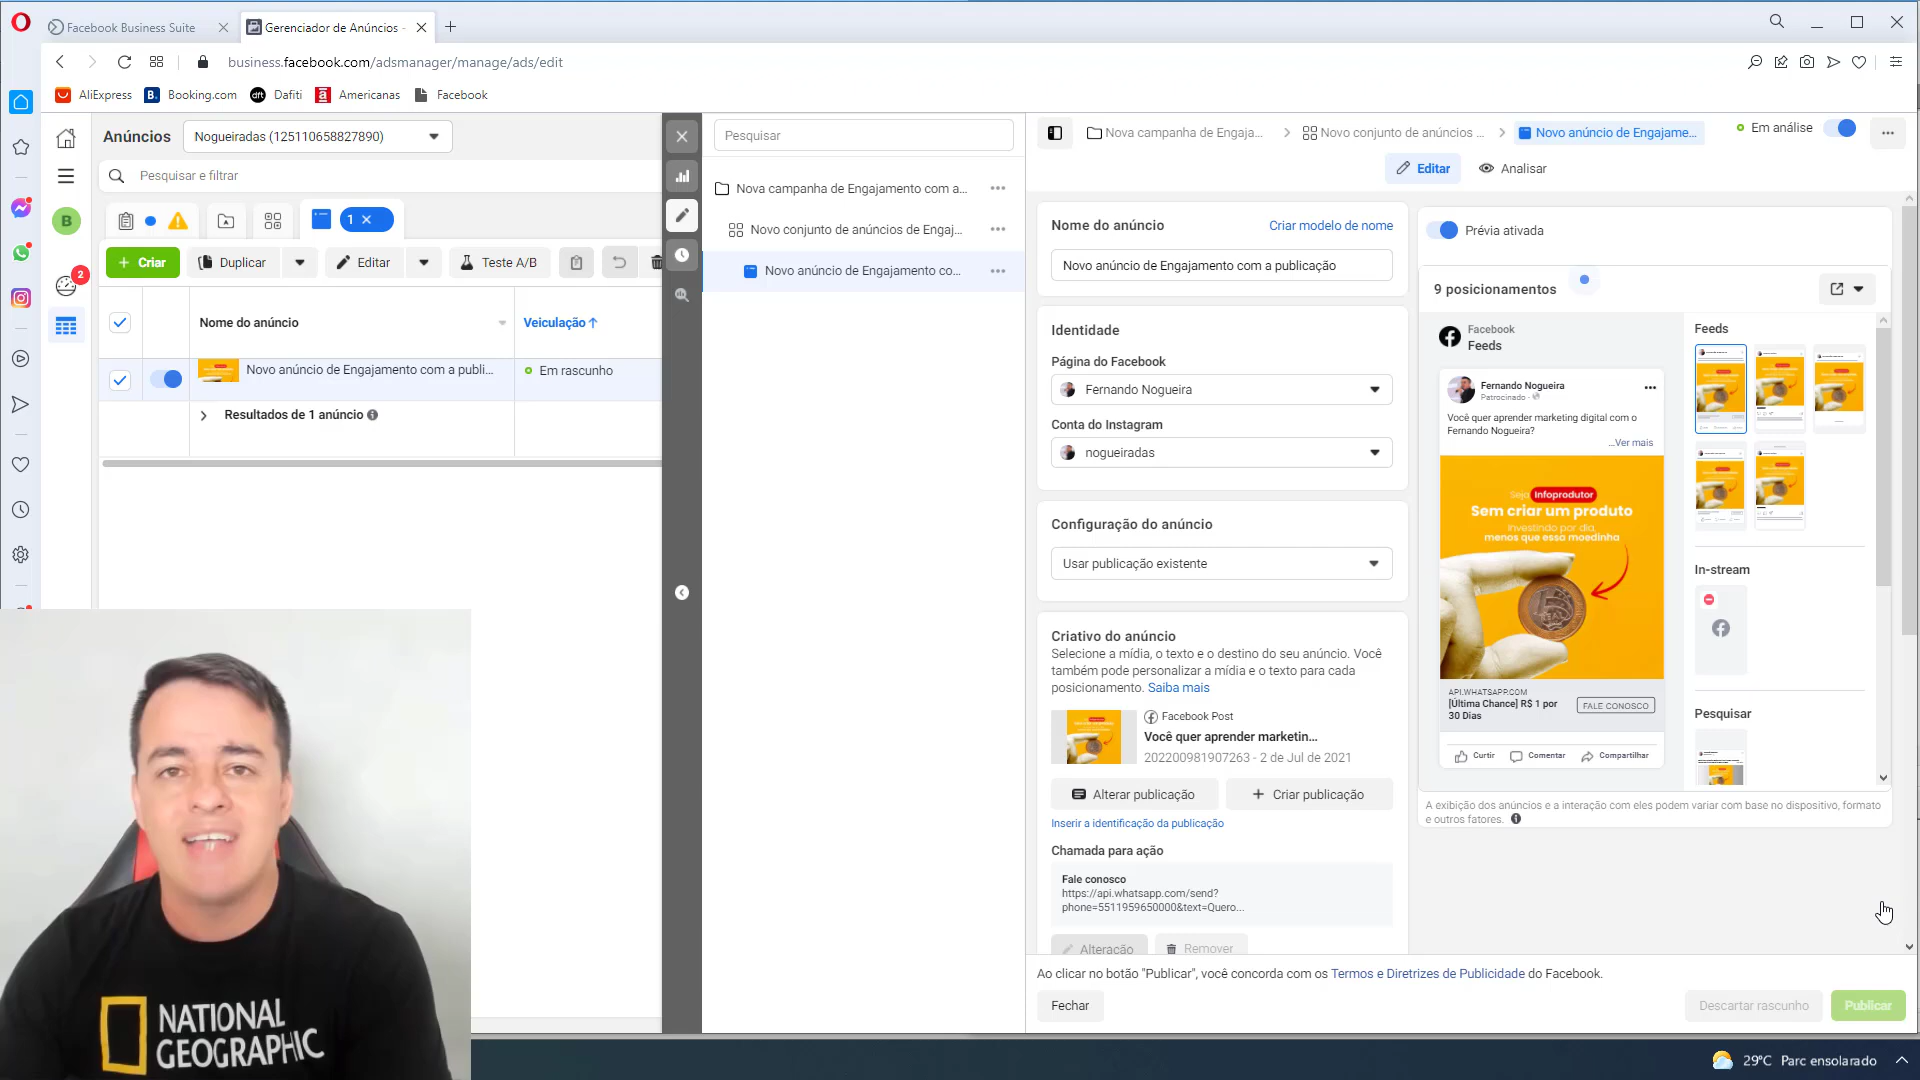 Facebook Business Suite
Gerenciador de Anúncios -
business.facebook.com/adsmanager/manage/ads/edit
AliExpress
Booking.com
Dafiti
Americanas
Facebook
Anúncios
Nogueiradas (125110658827890)
Pesquisar e filtrar
B
2
1
+ Criar
Duplicar
Editar
Teste A/B
Nome do anúncio
Veiculação↑
Novo anúncio de Engajamento com a publi...
Em rascunho
Resultados de 1 anúncio
Pesquisar
Nova campanha de Engajamento com a...
Novo conjunto de anúncios de Engaj...
Novo anúncio de Engajamento co...
Nova campanha de Engaja...
Novo conjunto de anúncios ...
Novo anúncio de Engajame...
Em análise
Editar
Analisar
Nome do anúncio
Criar modelo de nome
Novo anúncio de Engajamento com a publicação
Identidade
Página do Facebook
Fernando Nogueira
Conta do Instagram
nogueiradas
Configuração do anúncio
Usar publicação existente
Criativo do anúncio
Selecione a mídia, o texto e o destino do seu anúncio. Você
também pode personalizar a mídia e o texto para cada
posicionamento. Saiba mais
Facebook Post
Você quer aprender marketin...
202200981907263 - 2 de Jul de 2021
Alterar publicação
+ Criar publicação
Inserir a identificação da publicação
Chamada para ação
Fale conosco
https://api.whatsapp.com/send?
phone=5511959650000&text=Quero...
Alteração
Remover
Prévia ativada
9 posicionamentos
Facebook
Feeds
Fernando Nogueira
Patrocinado ·
Você quer aprender marketing digital com o
Fernando Nogueira?
...Ver mais
Seja Infoprodutor
Sem criar um produto
investindo por dia,
menos que essa moedinha
API.WHATSAPP.COM
[Última Chance] R$ 1 por
30 Dias
FALE CONOSCO
Curtir
Comentar
Compartilhar
Feeds
In-stream
Pesquisar
A exibição dos anúncios e a interação com eles podem variar com base no dispositivo, formato
e outros fatores.
Ao clicar no botão "Publicar", você concorda com os Termos e Diretrizes de Publicidade do Facebook.
Fechar
Descartar rascunho
Publicar
NATIONAL
GEOGRAPHIC
29°C Parc ensolarado